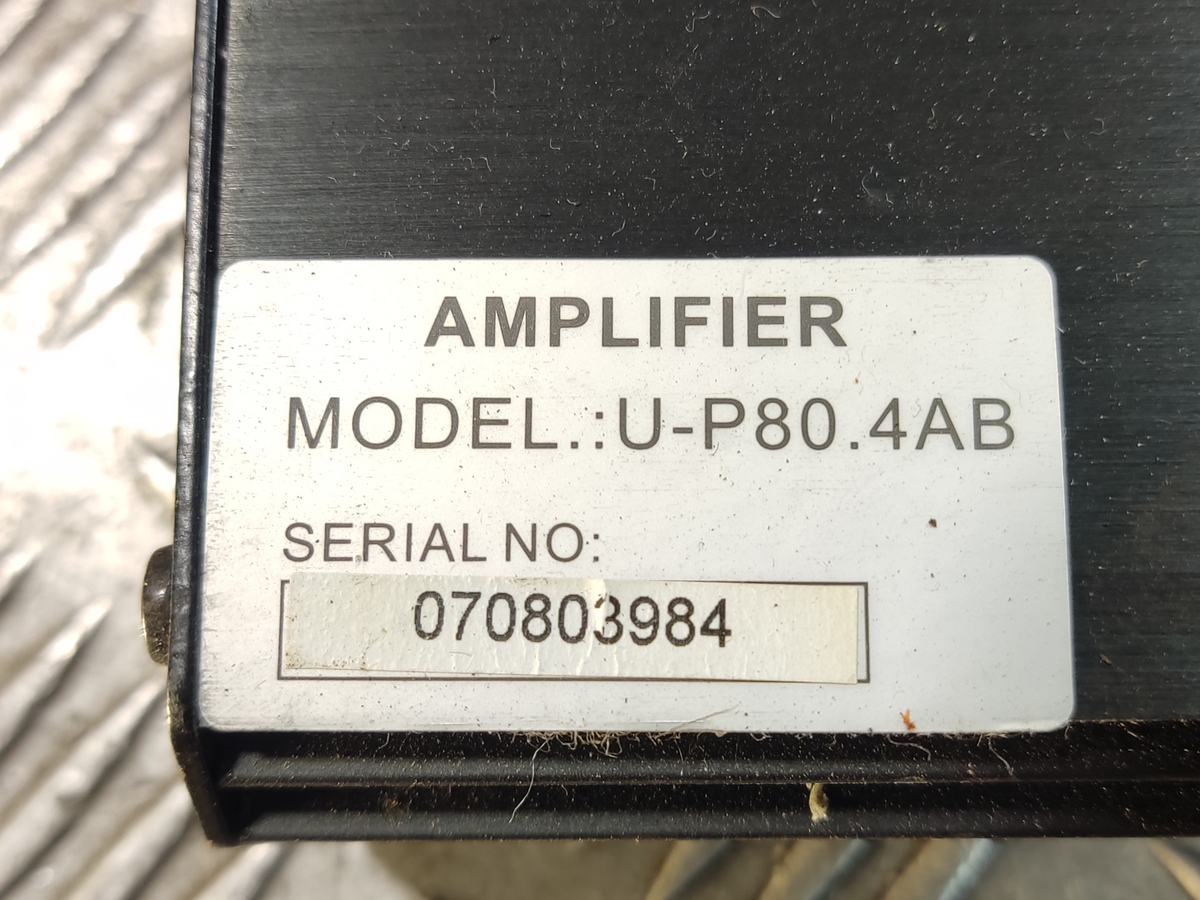 AMPLIFIER
MODEL.:U-P80.4AB
SERIAL NO:
070803984